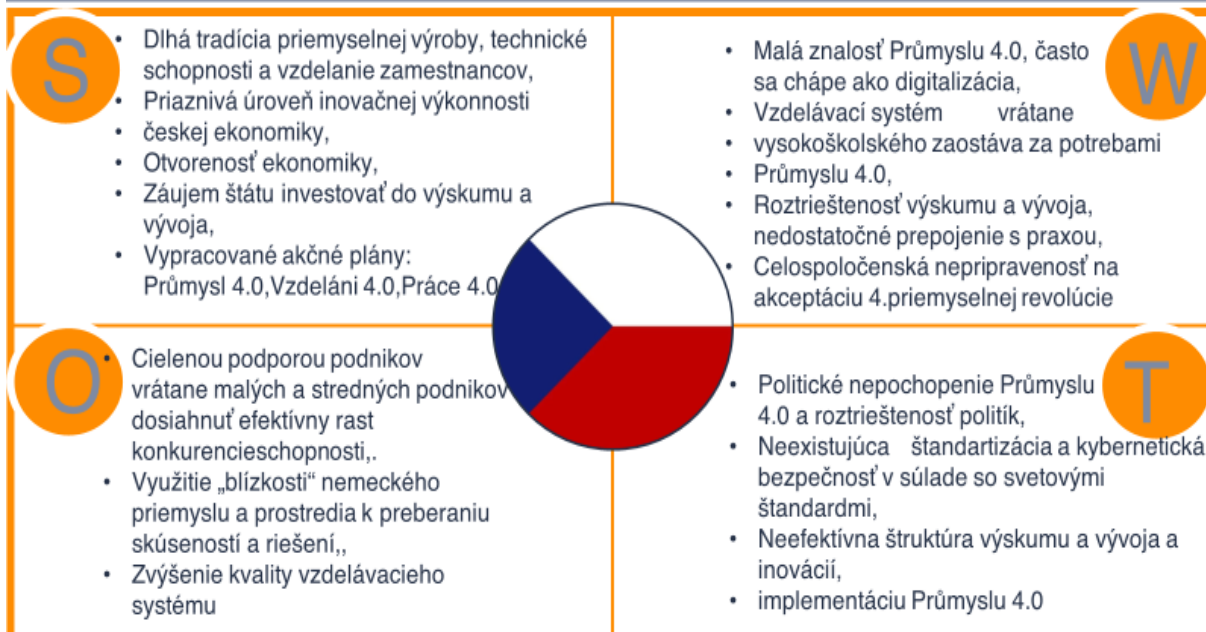 S
• Dlhá tradícia priemyselnej výroby, technické
schopnosti a vzdelanie zamestnancov,
• Priaznivá úroveň inovačnej výkonnosti
• českej ekonomiky,
• Otvorenosť ekonomiky,
• Záujem štátu investovať do výskumu a
vývoja,
• Vypracované akčné plány:
Průmysl 4.0,Vzdeláni 4.0,Práce 4.0
W
• Malá znalosť Průmyslu 4.0, často
sa chápe ako digitalizácia,
• Vzdelávací systém vrátane
• vysokoškolského zaostáva za potrebami
• Průmyslu 4.0,
• Roztrieštenosť výskumu a vývoja,
nedostatočné prepojenie s praxou,
• Celospoločenská nepripravenosť na
akceptáciu 4.priemyselnej revolúcie
O
• Cielenou podporou podnikov
vrátane malých a stredných podnikov
dosiahnuť efektívny rast
konkurencieschopnosti,.
• Využitie „blízkosti“ nemeckého
priemyslu a prostredia k preberaniu
skúseností a riešení,,
• Zvýšenie kvality vzdelávacieho
systému
T
• Politické nepochopenie Průmyslu
4.0 a roztrieštenosť politík,
• Neexistujúca štandartizácia a kybernetická
bezpečnosť v súlade so svetovými
štandardmi,
• Neefektívna štruktúra výskumu a vývoja a
inovácií,
• implementáciu Průmyslu 4.0